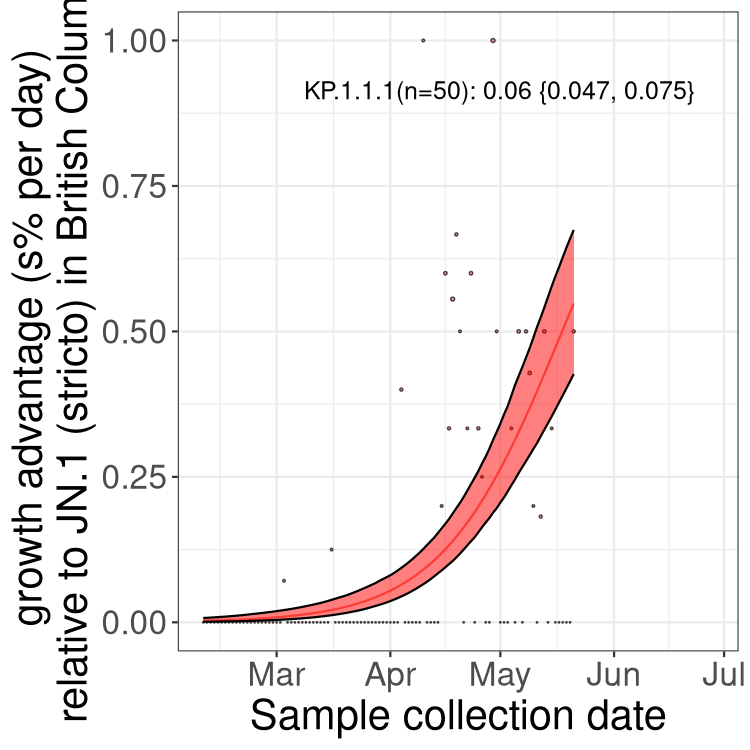 growth advantage (s% per day)
relative to JN.1 (stricto) in British Colum
1.00
0.75
0.50
0.25
0.00
KP.1.1.1(n=50): 0.06 {0.047, 0.075}
Mar Apr May Jun Jul
Sample collection date